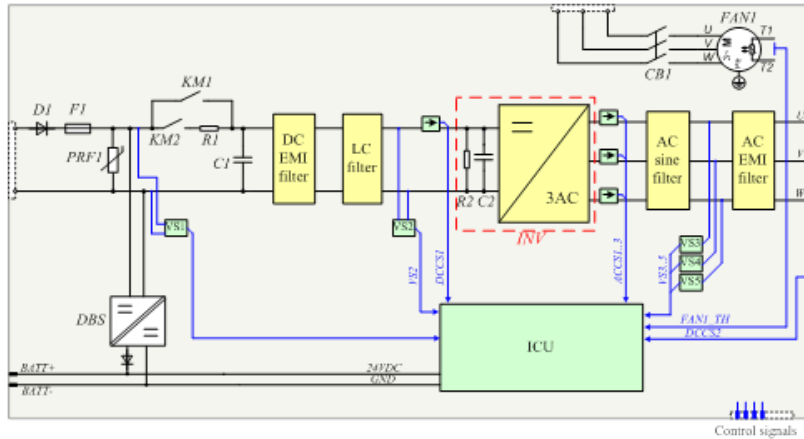 FAN1
U
V
W
M
3~
T1
T2
CB1
KM1
D1
F1
KM2
R1
PRF1
C1
DC
EMI
filter
LC
filter
R2
C2
3AC
INV
AC
sine
filter
AC
EMI
filter
U
V
W
VS1
VS2
VS3
VS4
VS5
VS2
DCCS1
ACCS1..3
VS3..5
DBS
ICU
FAN1_TH
DCCS2
BATT+
24VDC
GND
BATT-
Control signals